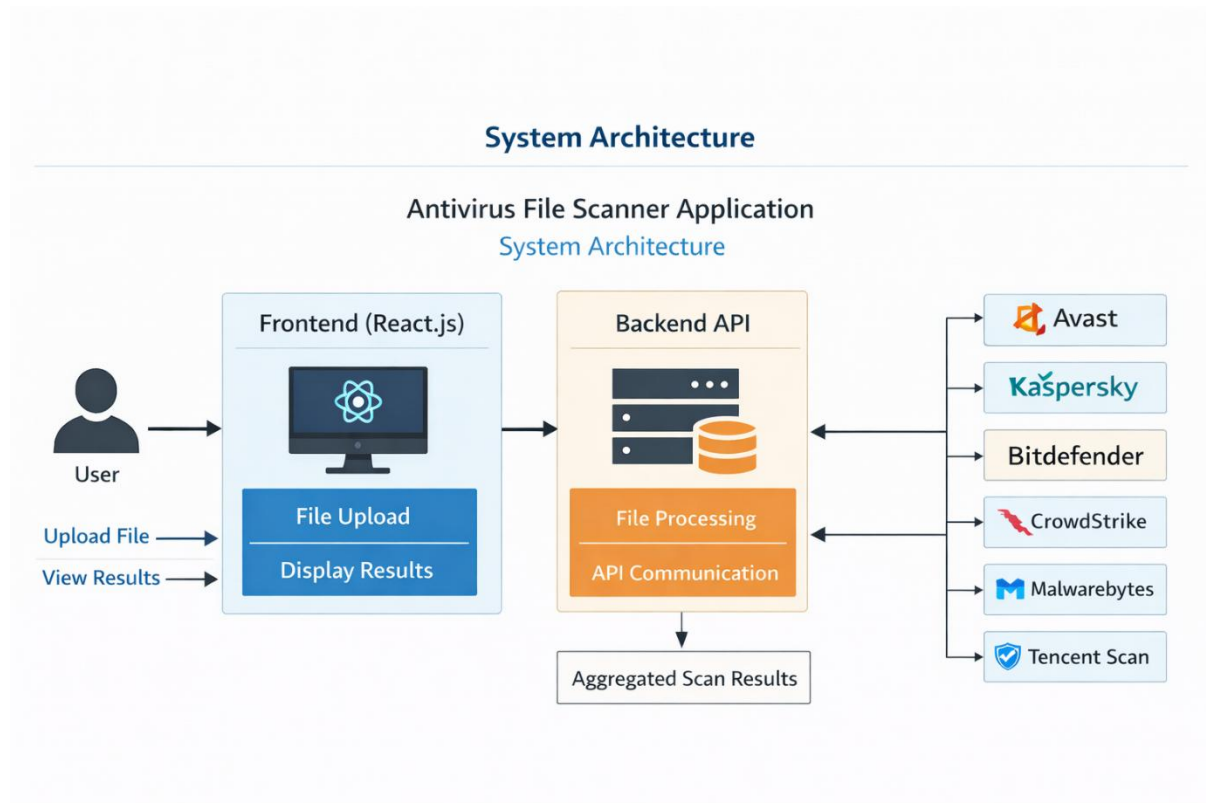 System Architecture
Antivirus File Scanner Application
System Architecture
Frontend (React.js)
File Upload
Display Results
User
Upload File
View Results
Backend API
File Processing
API Communication
Aggregated Scan Results
Avast
Kašpersky
Bitdefender
CrowdStrike
Malwarebytes
Tencent Scan